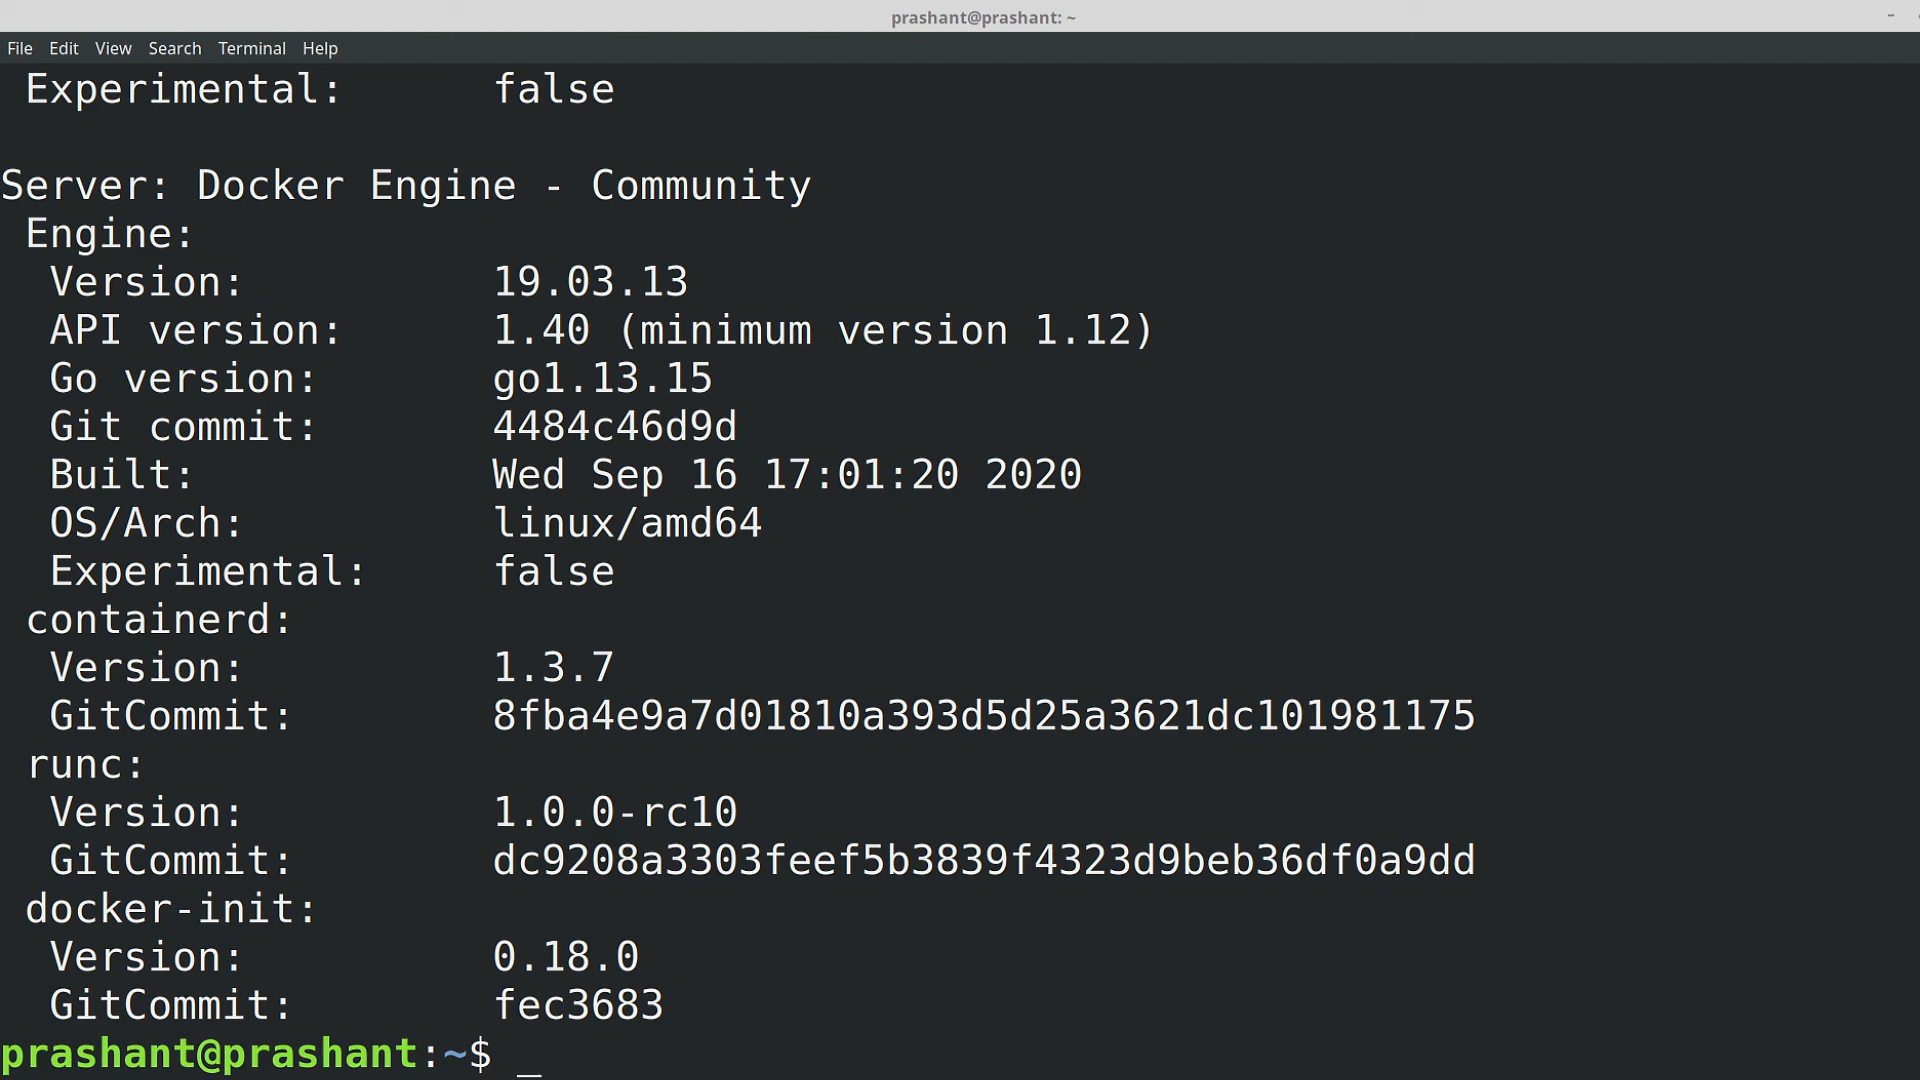 prashant@prashant: ~
File Edit View Search Terminal Help
Experimental: false
Server: Docker Engine - Community
Engine:
Version: 19.03.13
API version: 1.40 (minimum version 1.12)
Go version: go1.13.15
Git commit: 4484c46d9d
Built: Wed Sep 16 17:01:20 2020
OS/Arch: linux/amd64
Experimental: false
containerd:
Version: 1.3.7
GitCommit: 8fba4e9a7d01810a393d5d25a3621dc101981175
runc:
Version: 1.0.0-rc10
GitCommit: dc9208a3303feef5b3839f4323d9beb36df0a9dd
docker-init:
Version: 0.18.0
GitCommit: fec3683
prashant@prashant:~$ _